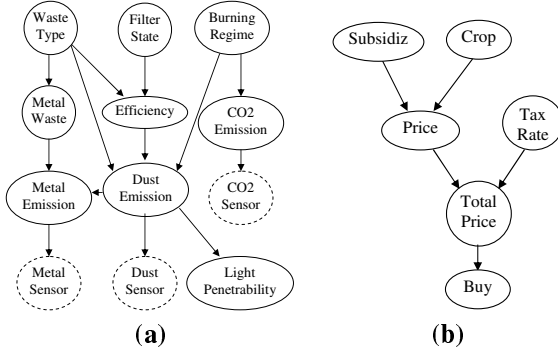 Waste
Type
Filter
State
Burning
Regime
Metal
Waste
Efficiency
CO2
Emission
Metal
Emission
Dust
Emission
CO2
Sensor
Metal
Sensor
Dust
Sensor
Light
Penetrability
(a)
Subsidiz
Crop
Price
Tax
Rate
Total
Price
Buy
(b)